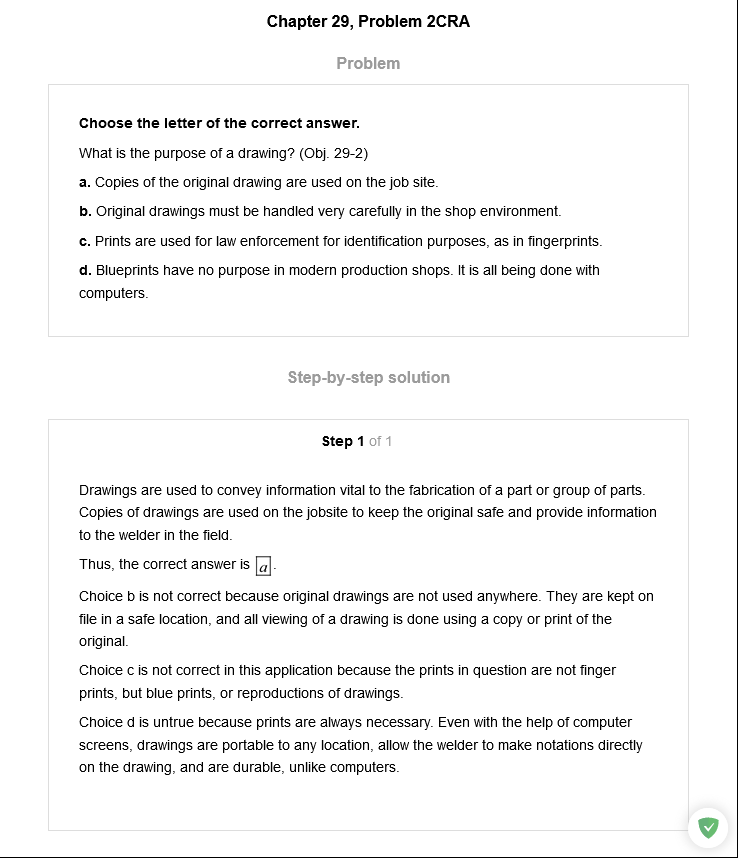 Chapter 29, Problem 2CRA
Problem
Choose the letter of the correct answer.
What is the purpose of a drawing? (Obj. 29-2)
a. Copies of the original drawing are used on the job site.
b. Original drawings must be handled very carefully in the shop environment.
c. Prints are used for law enforcement for identification purposes, as in fingerprints.
d. Blueprints have no purpose in modern production shops. It is all being done with
computers.
Step-by-step solution
Step 1 of 1
Drawings are used to convey information vital to the fabrication of a part or group of parts.
Copies of drawings are used on the jobsite to keep the original safe and provide information
to the welder in the field.
Thus, the correct answer is a.
Choice b is not correct because original drawings are not used anywhere. They are kept on
file in a safe location, and all viewing of a drawing is done using a copy or print of the
original.
Choice c is not correct in this application because the prints in question are not finger
prints, but blue prints, or reproductions of drawings.
Choice d is untrue because prints are always necessary. Even with the help of computer
screens, drawings are portable to any location, allow the welder to make notations directly
on the drawing, and are durable, unlike computers.